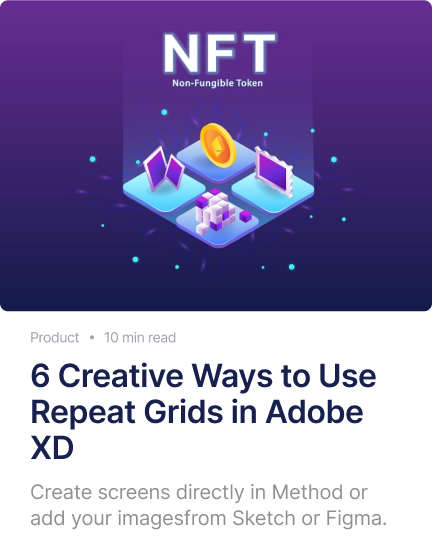 NFT
Non-Fungible Token
Product • 10 min read
6 Creative Ways to Use
Repeat Grids in Adobe
XD
Create screens directly in Method or
add your imagesfrom Sketch or Figma.